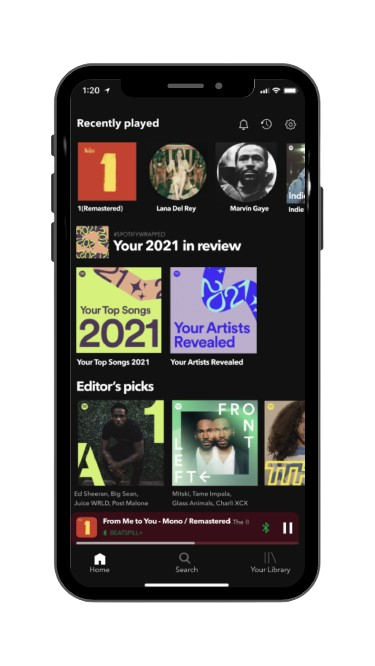 1:20
Recently played
1
1(Remastered)
Lana Del Rey
Marvin Gaye
Indie
Indie
#SPOTIFYWRAPPED
Your 2021 in review
Your Top Songs
2021
Your Artists
Revealed
Your Top Songs 2021
Your Artists Revealed
Editor's picks
A
1
FRONT
LEFT
Ed Sheeran, Big Sean,
Juice WRLD, Post Malone
Mitski, Tame Impala,
Glass Animals, Charli XCX
From Me to You - Mono / Remastered The B
BEATSPILL+
Home
Search
Your Library